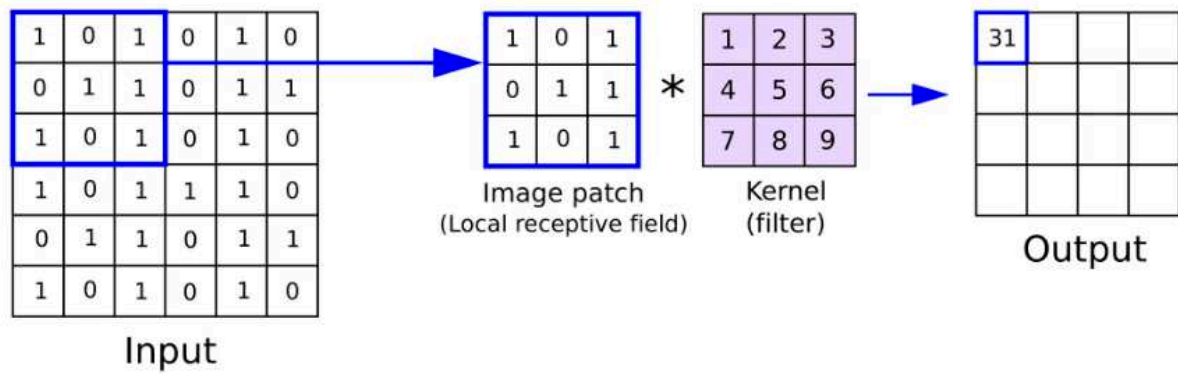 1 0 1 0 1 0
0 1 1 0 1 1
1 0 1 0 1 0
1 0 1 1 1 0
0 1 1 0 1 1
1 0 1 0 1 0
Input
1 0 1
0 1 1
1 0 1
Image patch
(Local receptive field)
*
1 2 3
4 5 6
7 8 9
Kernel
(filter)
31
Output